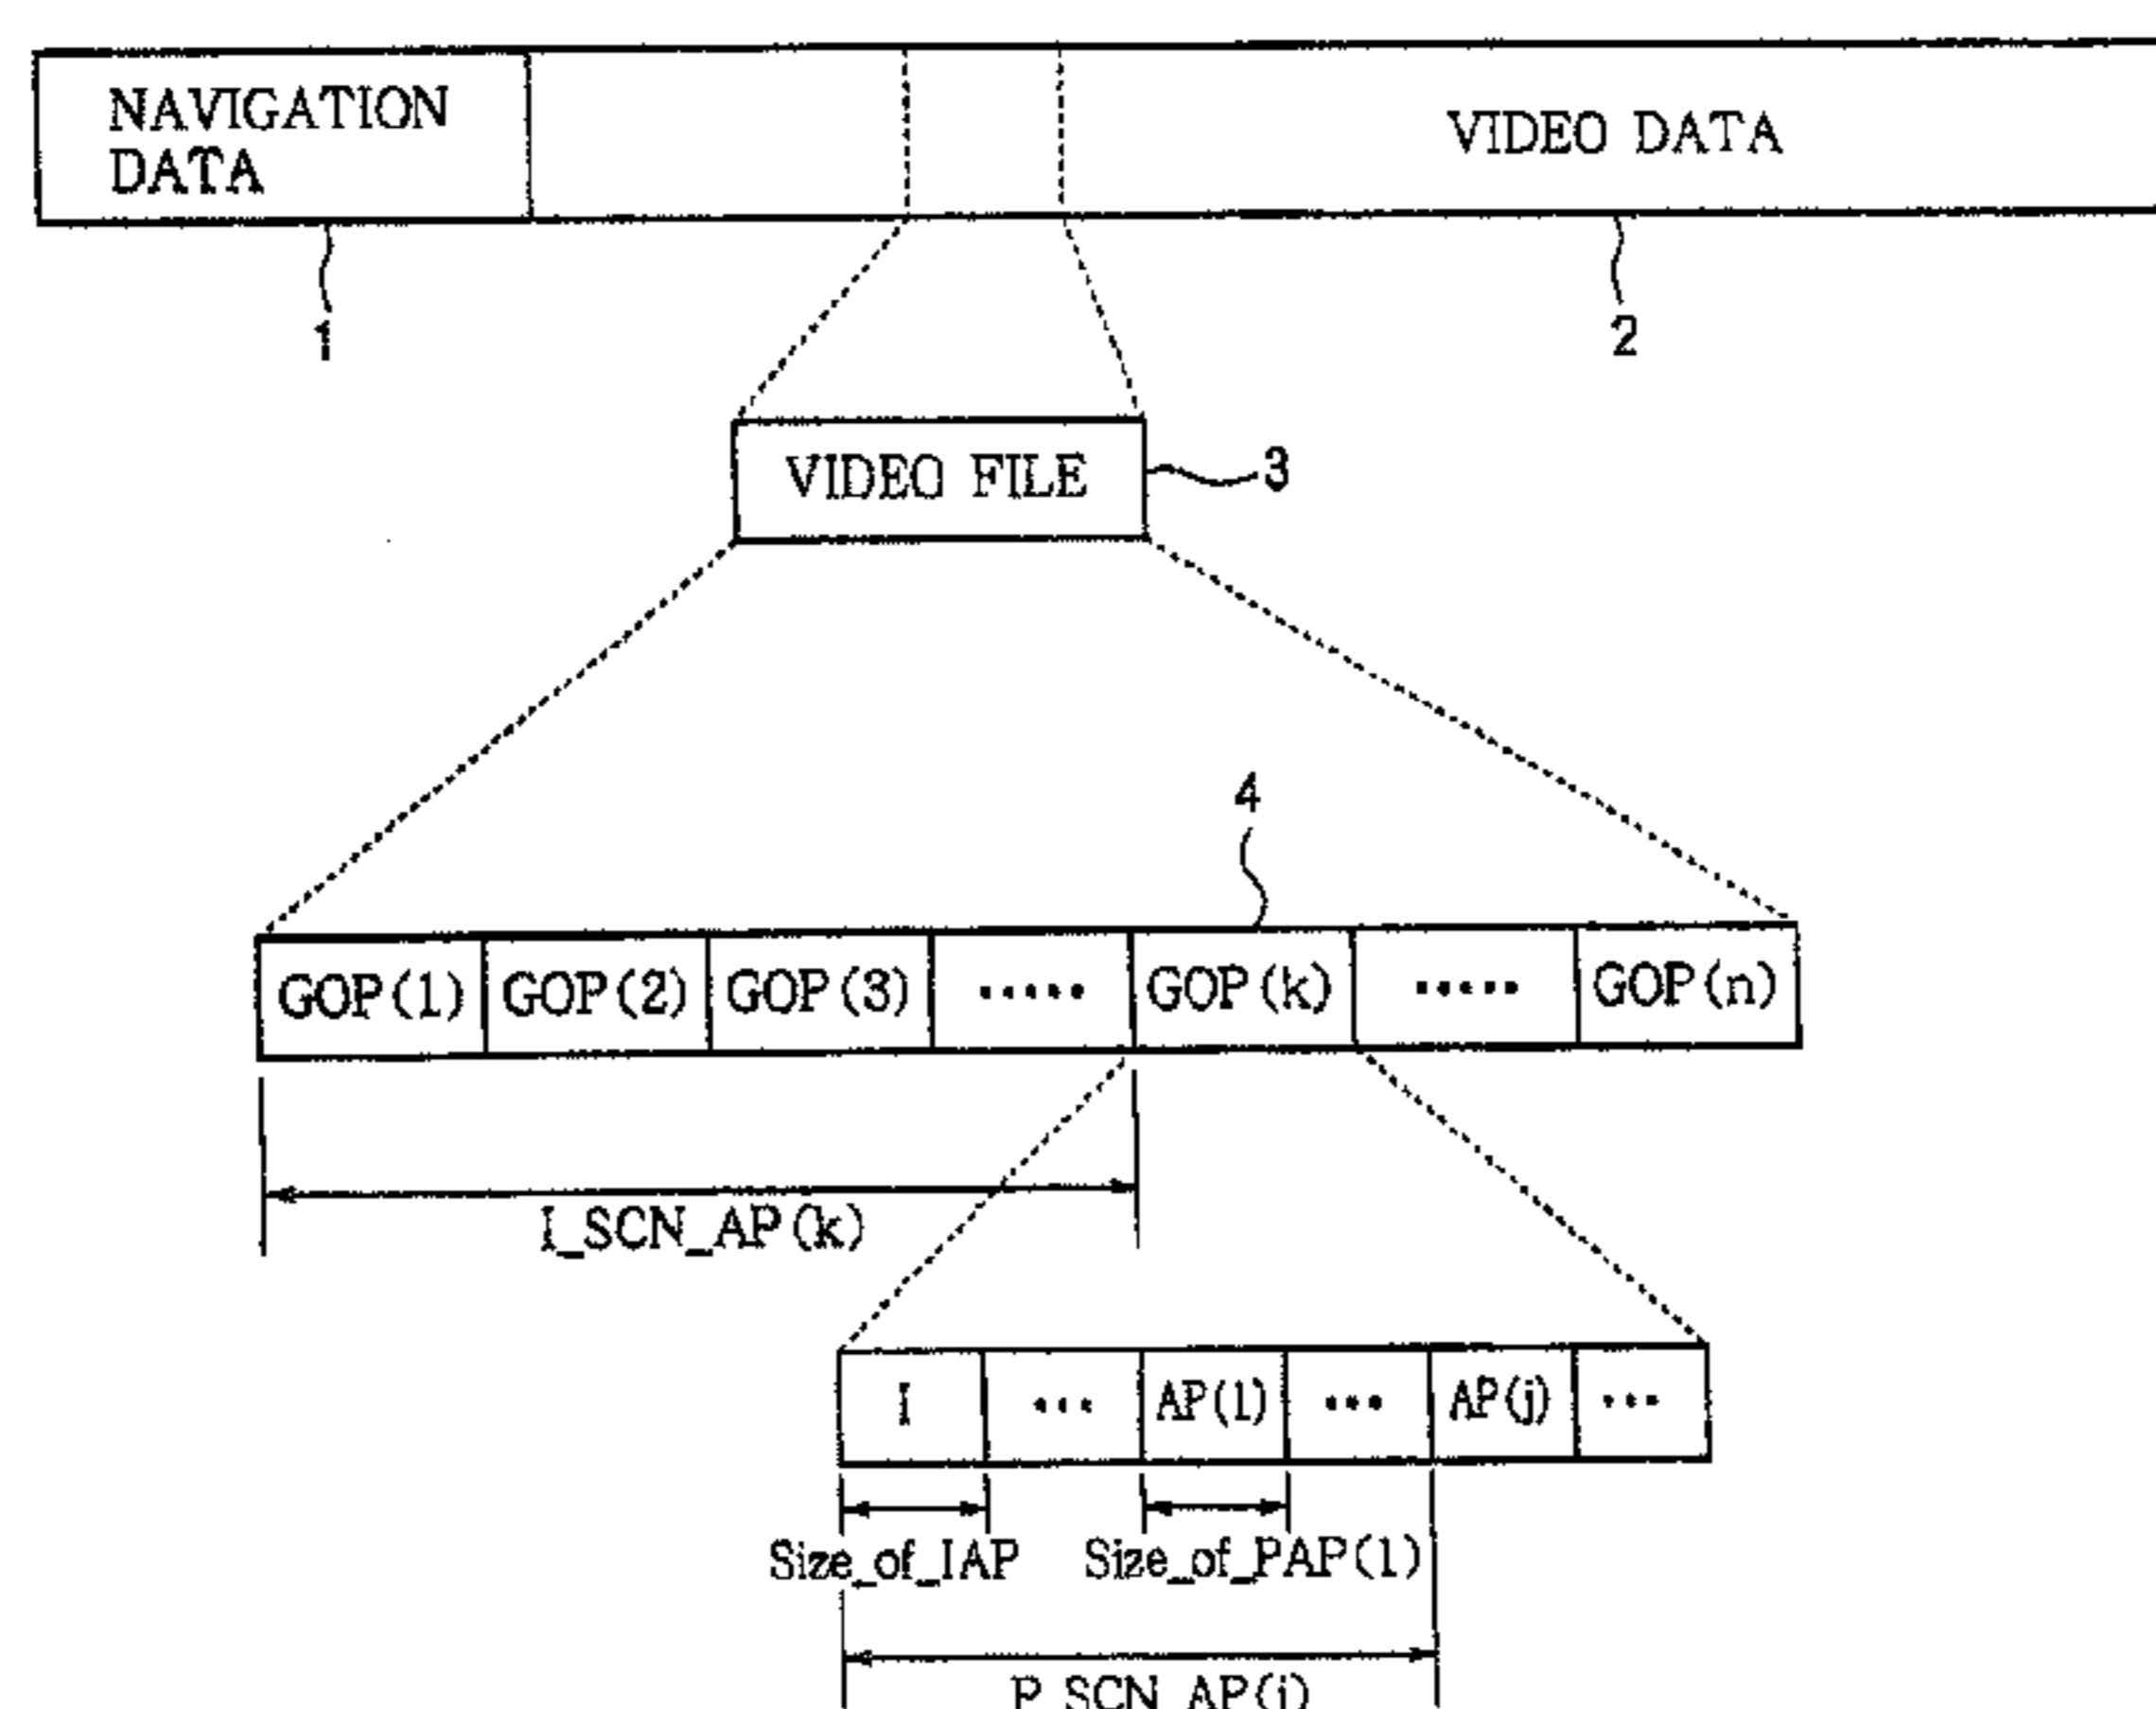 NAVIGATION
DATA
VIDEO DATA
1
2
VIDEO FILE
3
4
GOP(1) GOP(2) GOP(3) ····· GOP(k) ····· GOP(n)
I_SCN_AP(k)
I ··· AP(1) ··· AP(j) ···
Size_of_IAP Size_of_PAP(1)
P_SCN_AP(j)